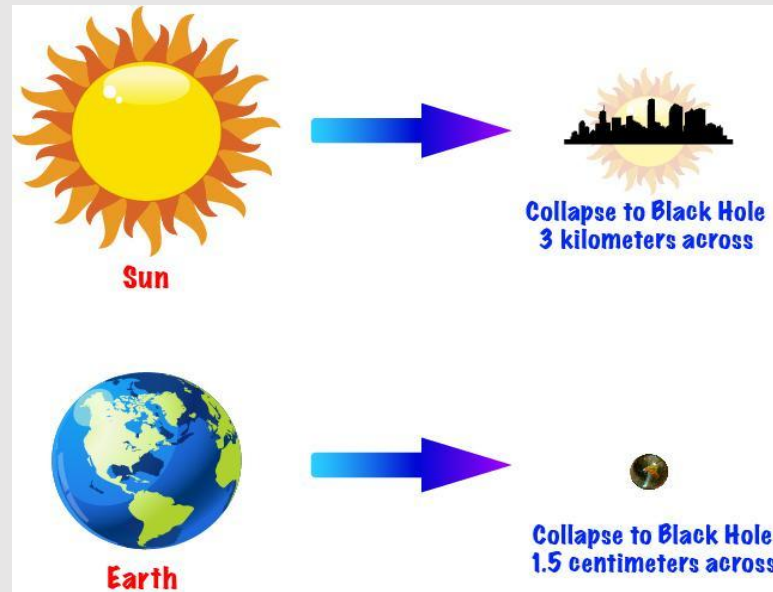 Collapse to Black Hole
3 kilometers across
Sun
Collapse to Black Hole
1.5 centimeters across
Earth